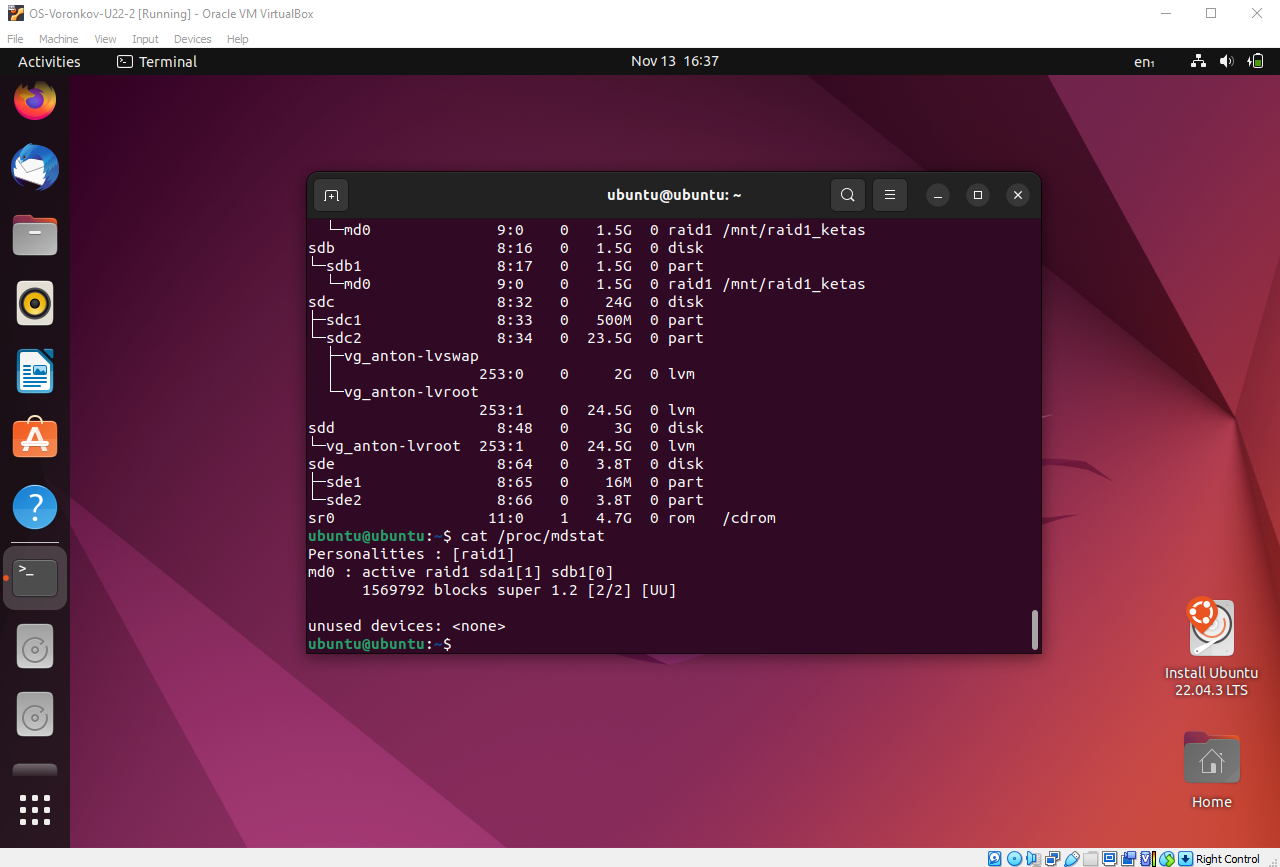 OS-Voronkov-U22-2 [Running] - Oracle VM VirtualBox
File Machine View Input Devices Help
Activities Terminal Nov 13 16:37 en1
ubuntu@ubuntu: ~
└─md0 9:0 0 1.5G 0 raid1 /mnt/raid1_ketas
sdb 8:16 0 1.5G 0 disk
└─sdb1 8:17 0 1.5G 0 part
└─md0 9:0 0 1.5G 0 raid1 /mnt/raid1_ketas
sdc 8:32 0 24G 0 disk
├─sdc1 8:33 0 500M 0 part
└─sdc2 8:34 0 23.5G 0 part
├─vg_anton-lvswap
│ 253:0 0 2G 0 lvm
└─vg_anton-lvroot
253:1 0 24.5G 0 lvm
sdd 8:48 0 3G 0 disk
└─vg_anton-lvroot 253:1 0 24.5G 0 lvm
sde 8:64 0 3.8T 0 disk
├─sde1 8:65 0 16M 0 part
└─sde2 8:66 0 3.8T 0 part
sr0 11:0 1 4.7G 0 rom /cdrom
ubuntu@ubuntu:~$ cat /proc/mdstat
Personalities : [raid1]
md0 : active raid1 sda1[1] sdb1[0]
1569792 blocks super 1.2 [2/2] [UU]
unused devices: <none>
ubuntu@ubuntu:~$
Install Ubuntu
22.04.3 LTS
Home
Right Control